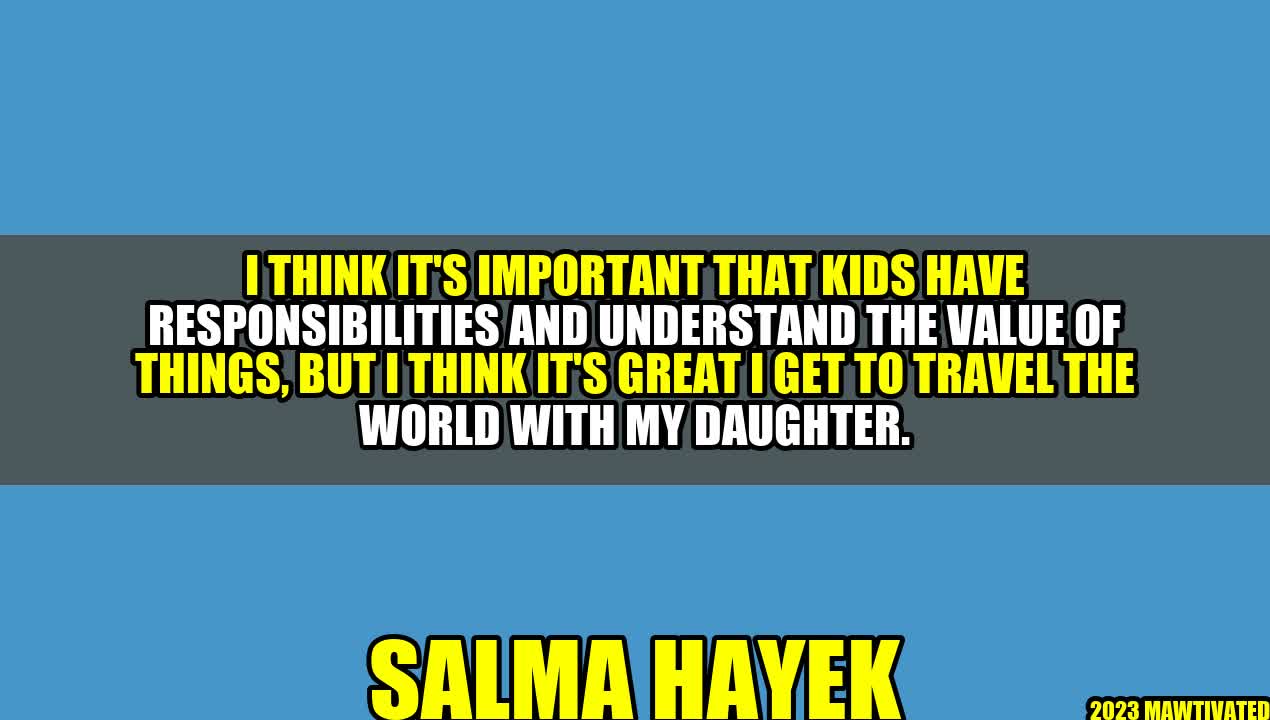 I THINK IT'S IMPORTANT THAT KIDS HAVE
RESPONSIBILITIES AND UNDERSTAND THE VALUE OF
THINGS, BUT I THINK IT'S GREAT I GET TO TRAVEL THE
WORLD WITH MY DAUGHTER.
SALMA HAYEK
2023 MAWTIVATED